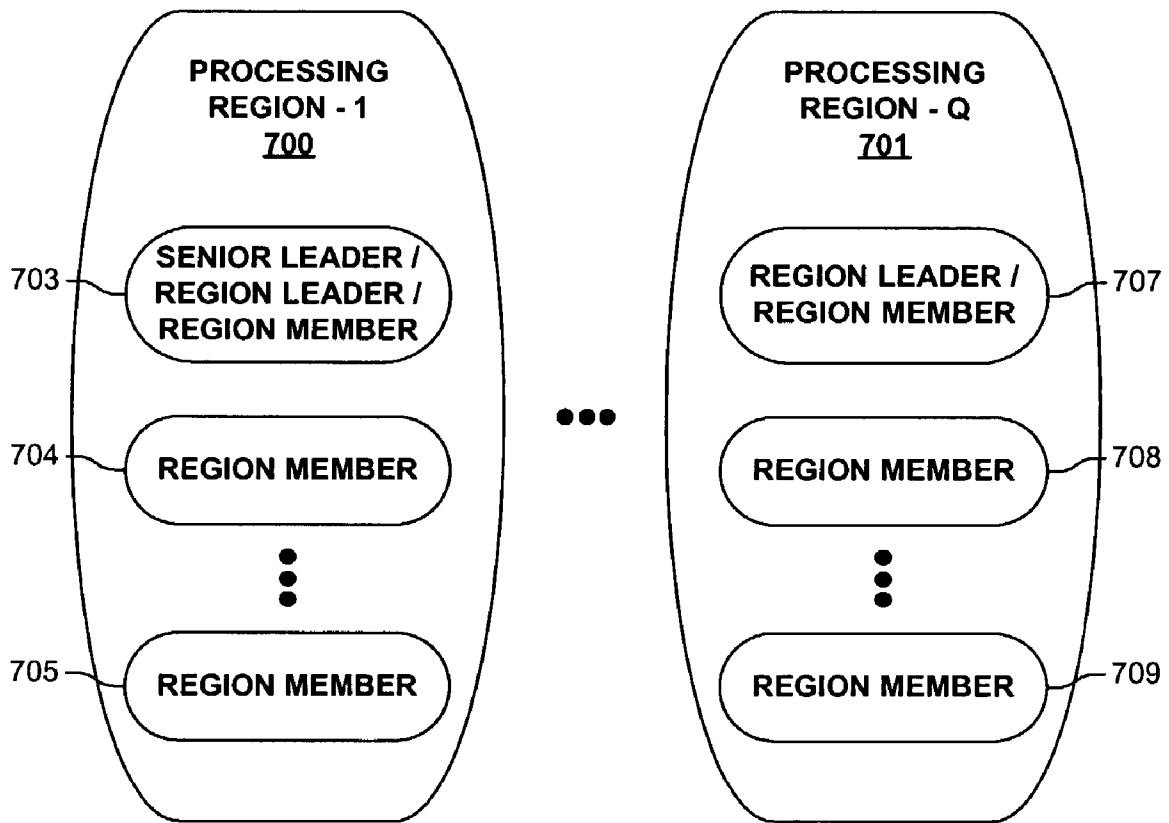 PROCESSING
REGION - 1
700
703
SENIOR LEADER /
REGION LEADER /
REGION MEMBER
704
REGION MEMBER
705
REGION MEMBER
PROCESSING
REGION - Q
701
REGION LEADER /
REGION MEMBER
707
REGION MEMBER
708
REGION MEMBER
709